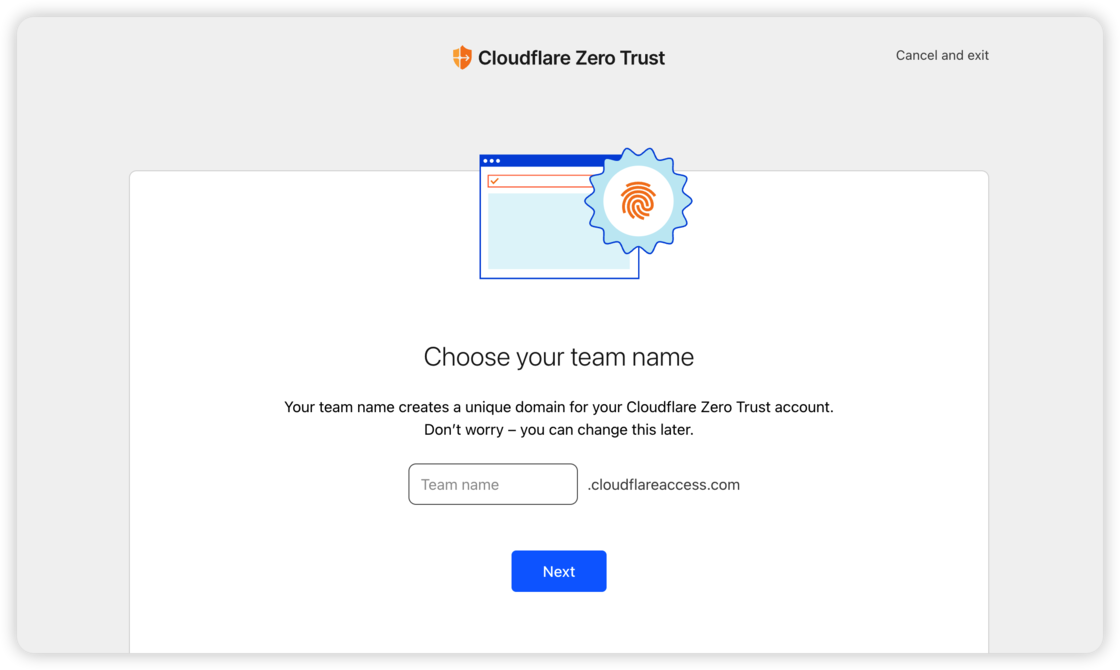 Cloudflare Zero Trust
Cancel and exit
Choose your team name
Your team name creates a unique domain for your Cloudflare Zero Trust account.
Don’t worry – you can change this later.
Team name .cloudflareaccess.com
Next